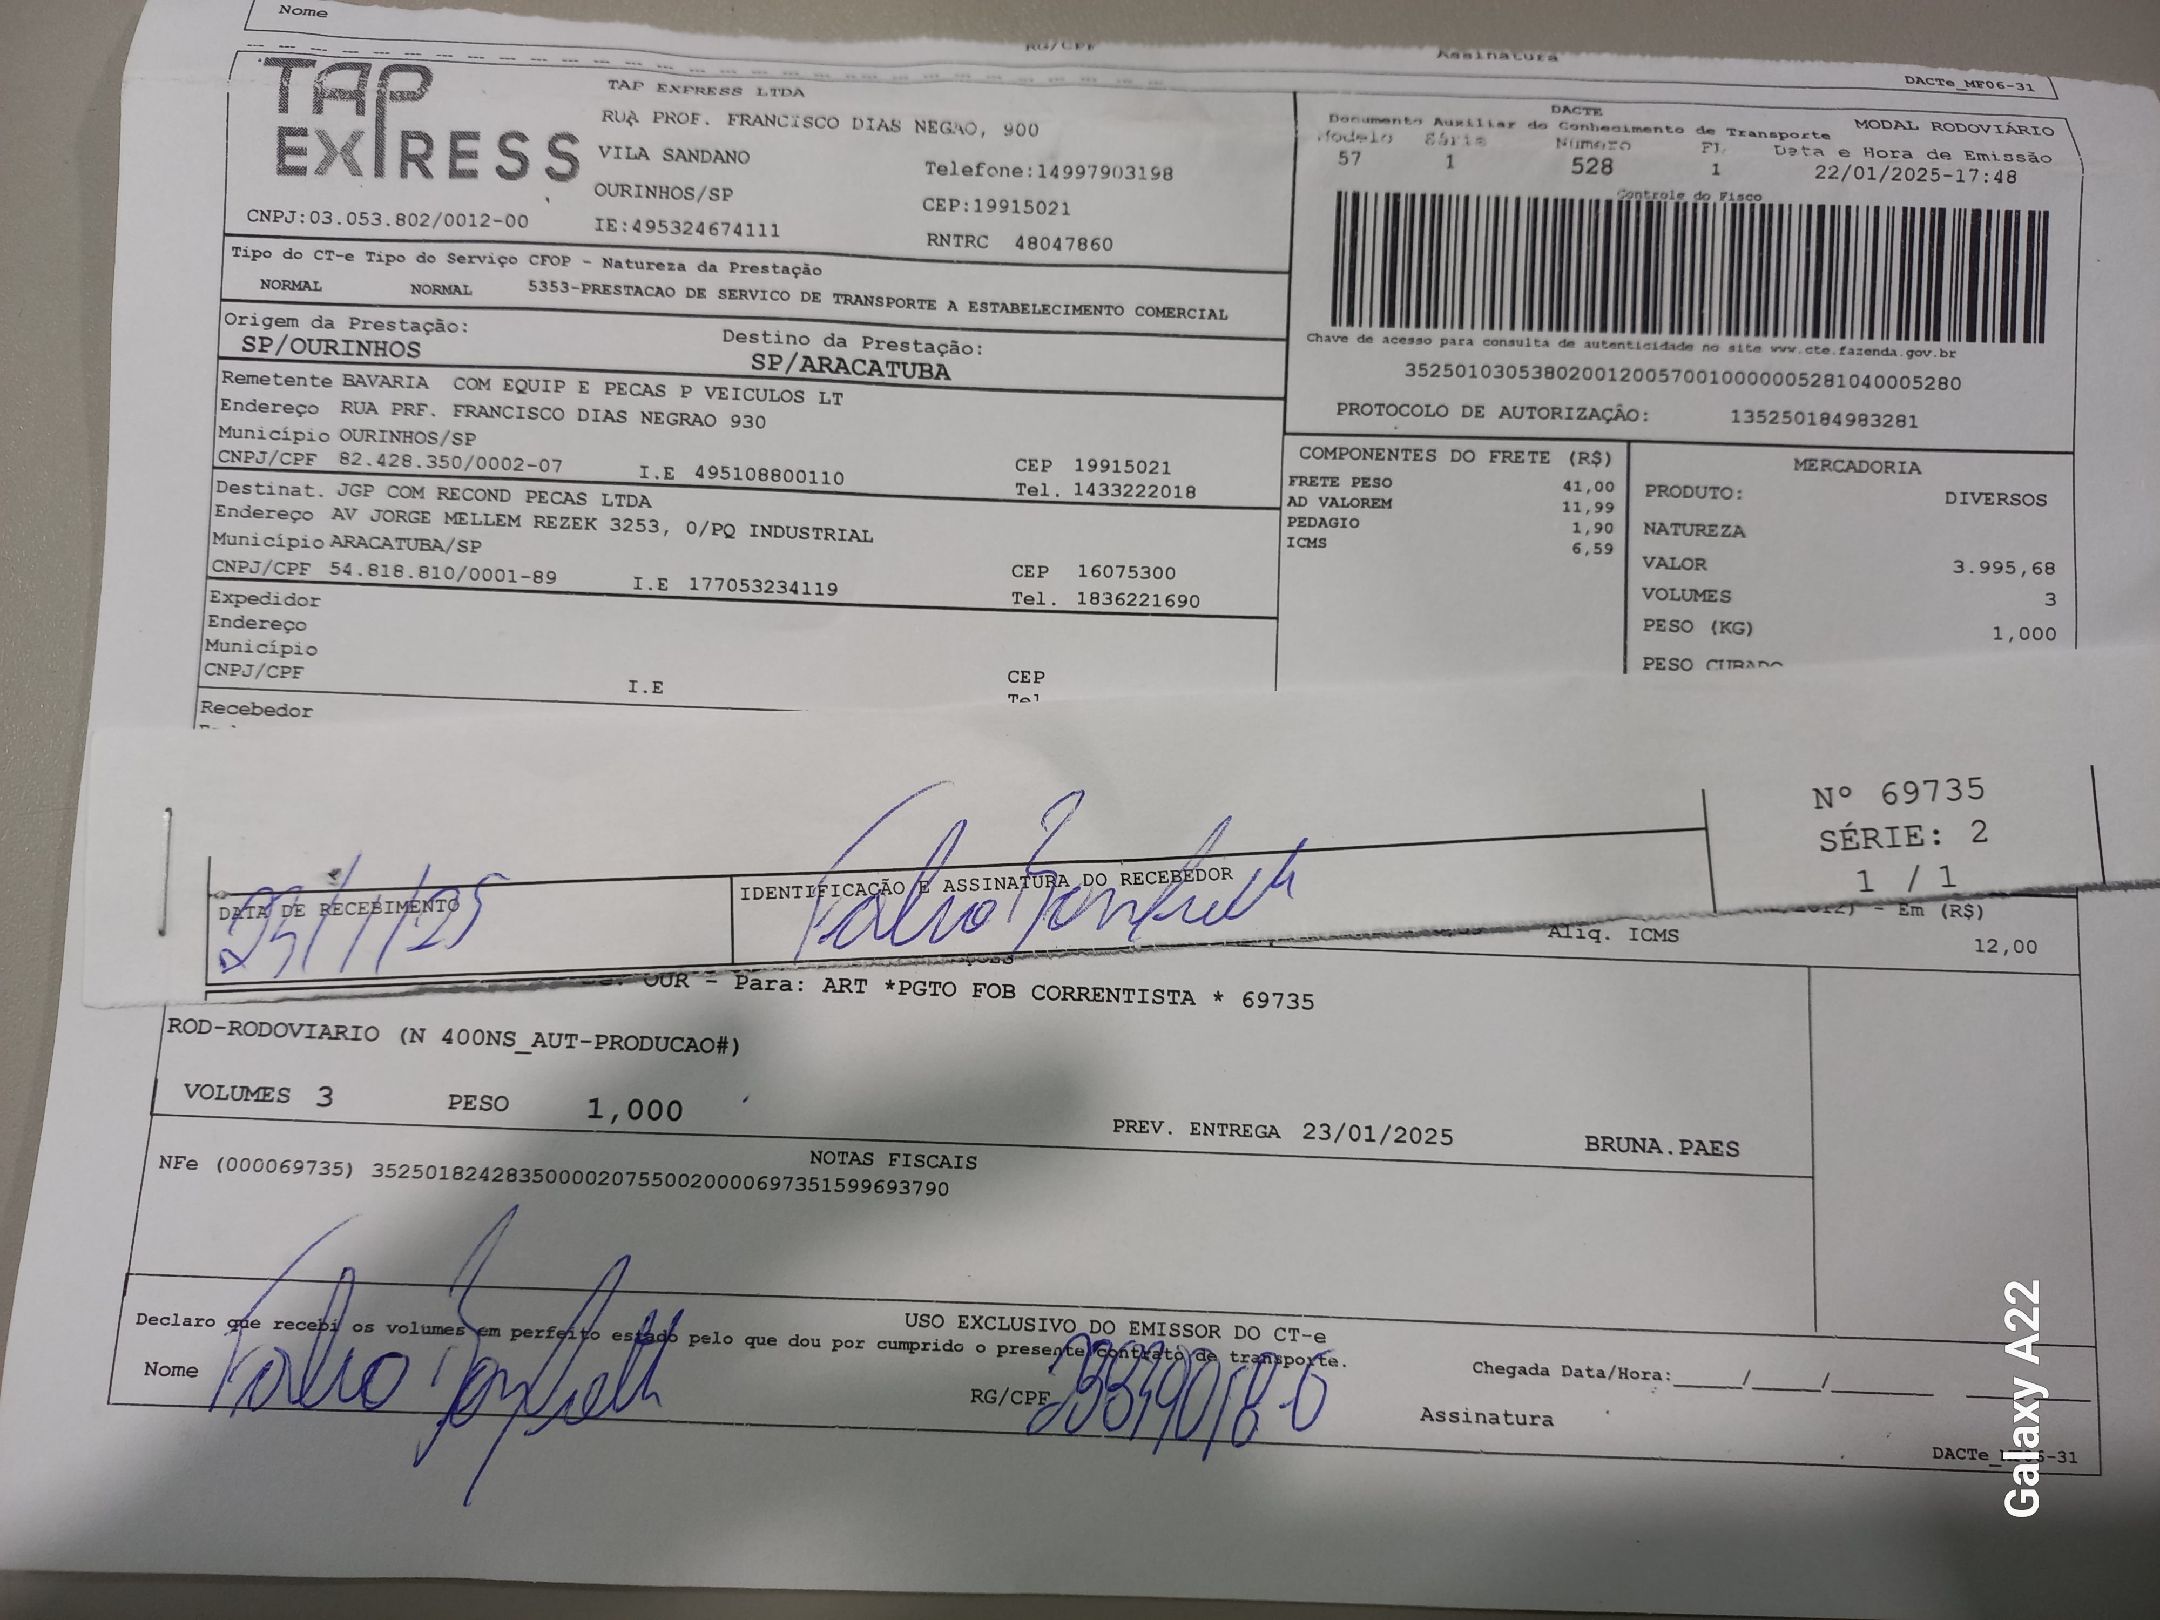 Nome
RG/CPF
Assinatura
DACTe_MF06-31
TAP EXPRESS
TAP EXPRESS LTDA
RUA PROF. FRANCISCO DIAS NEGAO, 900
VILA SANDANO
Telefone:14997903198
OURINHOS/SP
CEP:19915021
CNPJ:03.053.802/0012-00
IE:495324674111
RNTRC 48047860
DACTE
Documento Auxiliar do Conhecimento de Transporte
MODAL RODOVIÁRIO
Modelo Série Número FL Data e Hora de Emissão
57 1 528 1 22/01/2025-17:48
Controle do Fisco
Chave de acesso para consulta de autenticidade no site www.cte.fazenda.gov.br
35250103053802001200570010000005281040005280
PROTOCOLO DE AUTORIZAÇÃO: 135250184983281
Tipo do CT-e Tipo do Serviço CFOP - Natureza da Prestação
NORMAL NORMAL 5353-PRESTACAO DE SERVICO DE TRANSPORTE A ESTABELECIMENTO COMERCIAL
Origem da Prestação: Destino da Prestação:
SP/OURINHOS SP/ARACATUBA
Remetente BAVARIA COM EQUIP E PECAS P VEICULOS LT
Endereço RUA PRF. FRANCISCO DIAS NEGRAO 930
Município OURINHOS/SP
CNPJ/CPF 82.428.350/0002-07 I.E 495108800110
CEP 19915021
Tel. 1433222018
Destinat. JGP COM RECOND PECAS LTDA
Endereço AV JORGE MELLEM REZEK 3253, 0/PQ INDUSTRIAL
Município ARACATUBA/SP
CNPJ/CPF 54.818.810/0001-89 I.E 177053234119
CEP 16075300
Tel. 1836221690
Expedidor
Endereço
Município
CNPJ/CPF I.E
CEP
Tel
Recebedor
COMPONENTES DO FRETE (R$)
FRETE PESO 41,00
AD VALOREM 11,99
PEDAGIO 1,90
ICMS 6,59
MERCADORIA
PRODUTO: DIVERSOS
NATUREZA
VALOR 3.995,68
VOLUMES 3
PESO (KG) 1,000
PESO CUBADO
Nº 69735
SÉRIE: 2
1 / 1
DATA DE RECEBIMENTO
IDENTIFICAÇÃO E ASSINATURA DO RECEBEDOR
- Em (R$)
Aliq. ICMS
12,00
OUR - Para: ART *PGTO FOB CORRENTISTA * 69735
ROD-RODOVIARIO (N 400NS_AUT-PRODUCAO#)
VOLUMES 3 PESO 1,000
PREV. ENTREGA 23/01/2025 BRUNA.PAES
NOTAS FISCAIS
NFe (000069735) 35250182428350000207550020000697351599693790
USO EXCLUSIVO DO EMISSOR DO CT-e
Declaro que recebi os volumes em perfeito estado pelo que dou por cumprido o presente contrato de transporte.
Nome
RG/CPF
Chegada Data/Hora:____/____/______ ____
Assinatura
DACTe_MF06-31
Galaxy A22